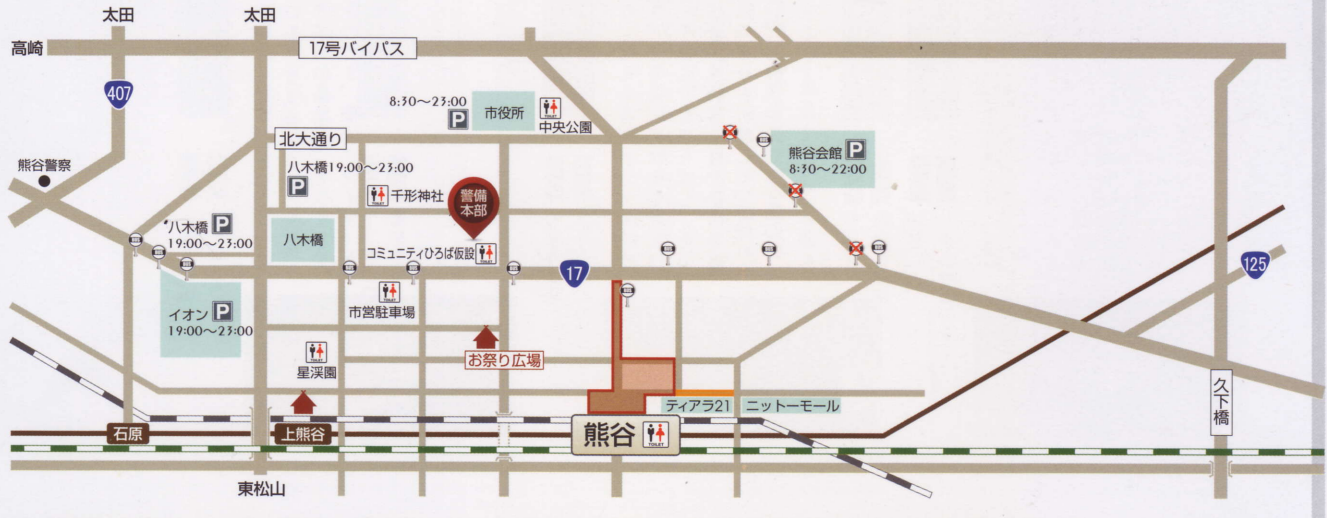 太田
太田
高崎
17号バイパス
407
8:30〜23:00
P
市役所
TOILET
中央公園
北大通り
熊谷会館 P
8:30〜22:00
熊谷警察
八木橋19:00〜23:00
P
TOILET
千形神社
警備
本部
八木橋 P
19:00〜23:00
八木橋
コミュニティひろば仮設
TOILET
17
125
イオン P
19:00〜23:00
TOILET
市営駐車場
TOILET
星渓園
お祭り広場
久下橋
ティアラ21
ニットーモール
石原
上熊谷
熊谷
TOILET
東松山